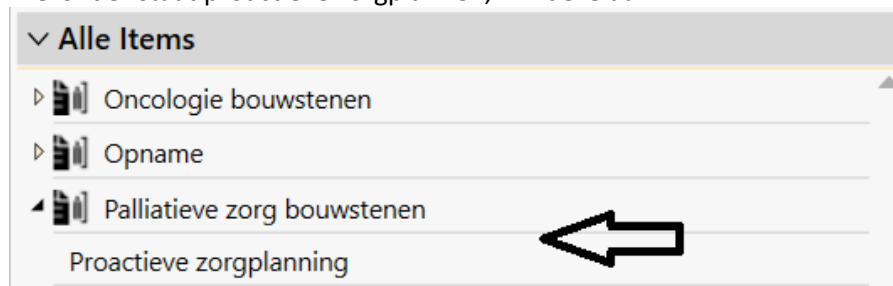 Alle Items
Oncologie bouwstenen
Opname
Palliatieve zorg bouwstenen
Proactieve zorgplanning